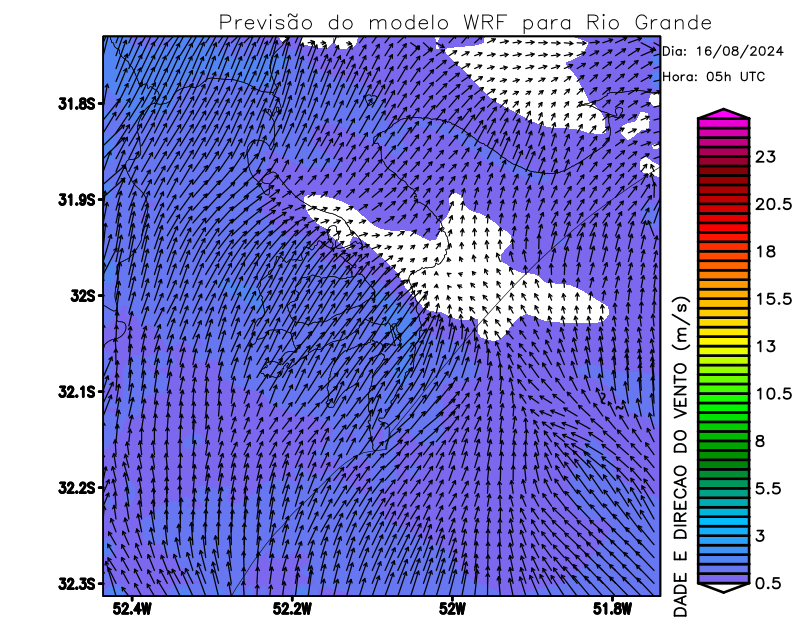 Previsão do modelo WRF para Rio Grande
Dia: 16/08/2024
Hora: 05h UTC
31.8S
31.9S
32S
32.1S
32.2S
32.3S
52.4W
52.2W
52W
51.8W
23
20.5
18
15.5
13
10.5
8
5.5
3
0.5
DADE E DIRECAO DO VENTO (m/s)